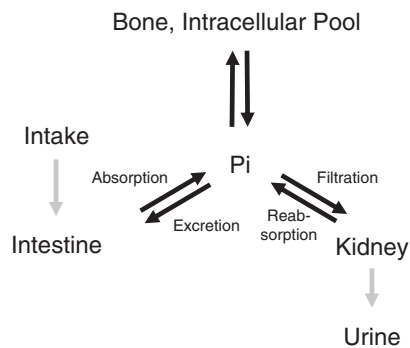 Bone, Intracellular Pool
Intake
Pi
Absorption
Filtration
Excretion
Reab-
sorption
Intestine
Kidney
Urine